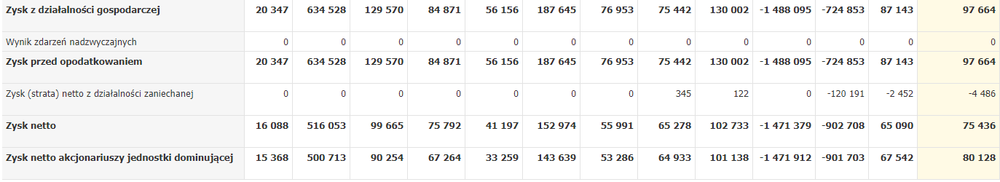 Zysk z działalności gospodarczej 20 347 634 528 129 570 84 871 56 156 187 645 76 953 75 442 130 002 -1 488 095 -724 853 87 143 97 664
Wynik zdarzeń nadzwyczajnych 0 0 0 0 0 0 0 0 0 0 0 0 0
Zysk przed opodatkowaniem 20 347 634 528 129 570 84 871 56 156 187 645 76 953 75 442 130 002 -1 488 095 -724 853 87 143 97 664
Zysk (strata) netto z działalności zaniechanej 0 0 0 0 0 0 0 345 122 0 -120 191 -2 452 -4 486
Zysk netto 16 088 516 053 99 665 75 792 41 197 152 974 55 991 65 278 102 733 -1 471 379 -902 708 65 090 75 436
Zysk netto akcjonariuszy jednostki dominującej 15 368 500 713 90 254 67 264 33 259 143 639 53 286 64 933 101 138 -1 471 912 -901 703 67 542 80 128